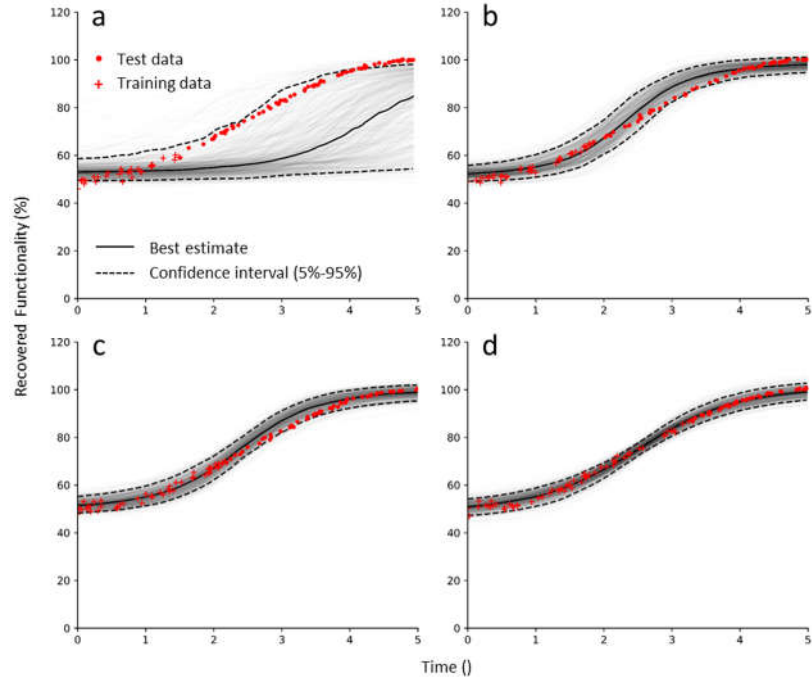 a
b
120
100
80
60
40
20
0
Test data
Training data
Best estimate
Confidence interval (5%-95%)
0 1 2 3 4 5
120
100
80
60
40
20
0
0 1 2 3 4 5
Recovered Functionality (%)
c
d
120
100
80
60
40
20
0
0 1 2 3 4 5
120
100
80
60
40
20
0
0 1 2 3 4 5
Time ()